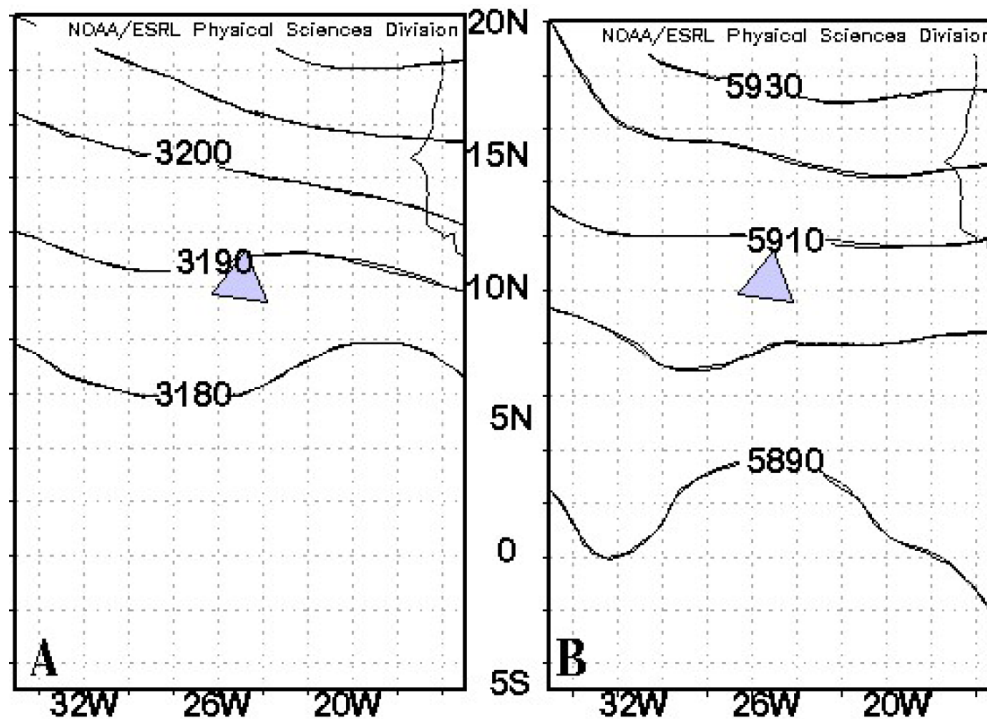 NOAA/ESRL Physical Sciences Division
3200
3190
3180
A
32W 26W 20W
20N
15N
10N
5N
0
5S
NOAA/ESRL Physical Sciences Division
5930
5910
5890
B
32W 26W 20W